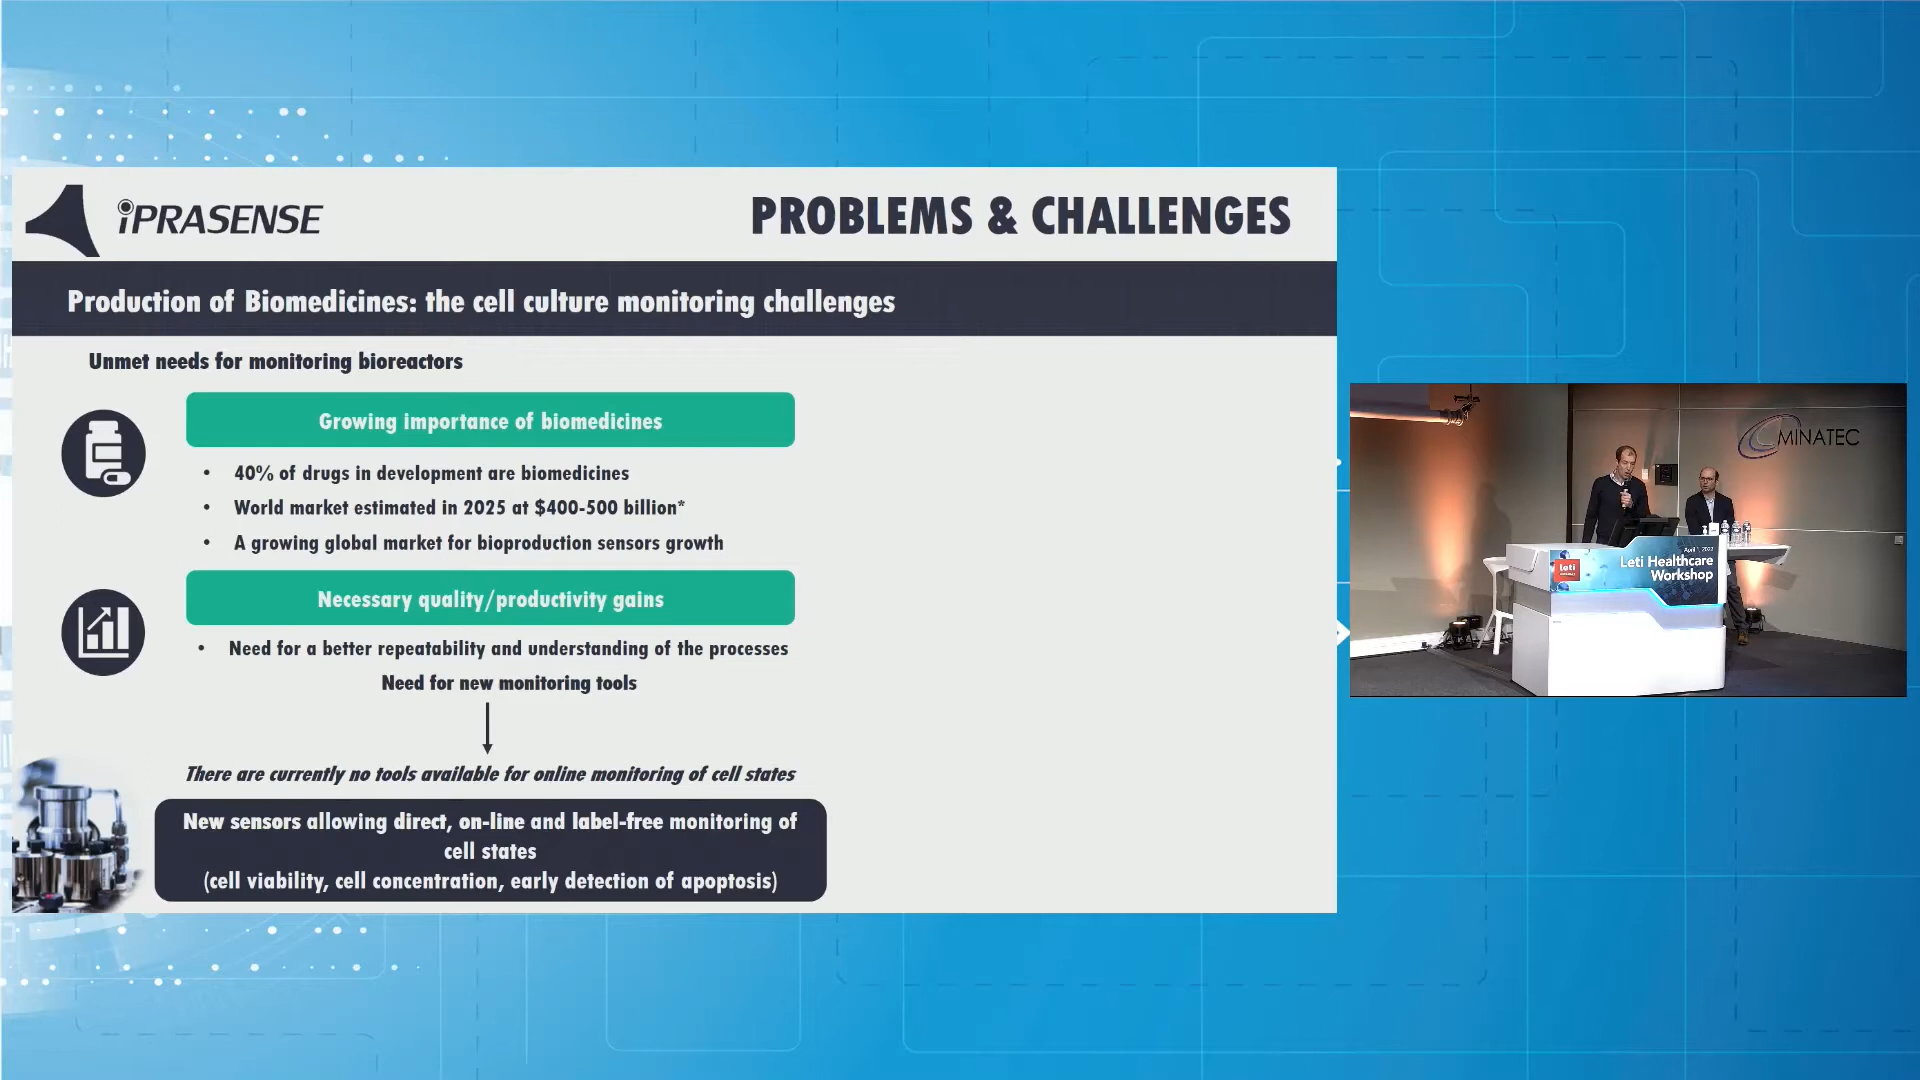 iPRASENSE
PROBLEMS & CHALLENGES
Production of Biomedicines: the cell culture monitoring challenges
Unmet needs for monitoring bioreactors
Growing importance of biomedicines
• 40% of drugs in development are biomedicines
• World market estimated in 2025 at $400-500 billion*
• A growing global market for bioproduction sensors growth
Necessary quality/productivity gains
• Need for a better repeatability and understanding of the processes
Need for new monitoring tools
There are currently no tools available for online monitoring of cell states
New sensors allowing direct, on-line and label-free monitoring of
cell states
(cell viability, cell concentration, early detection of apoptosis)
MINATEC
April 1, 2022
leti
Leti Healthcare
Workshop